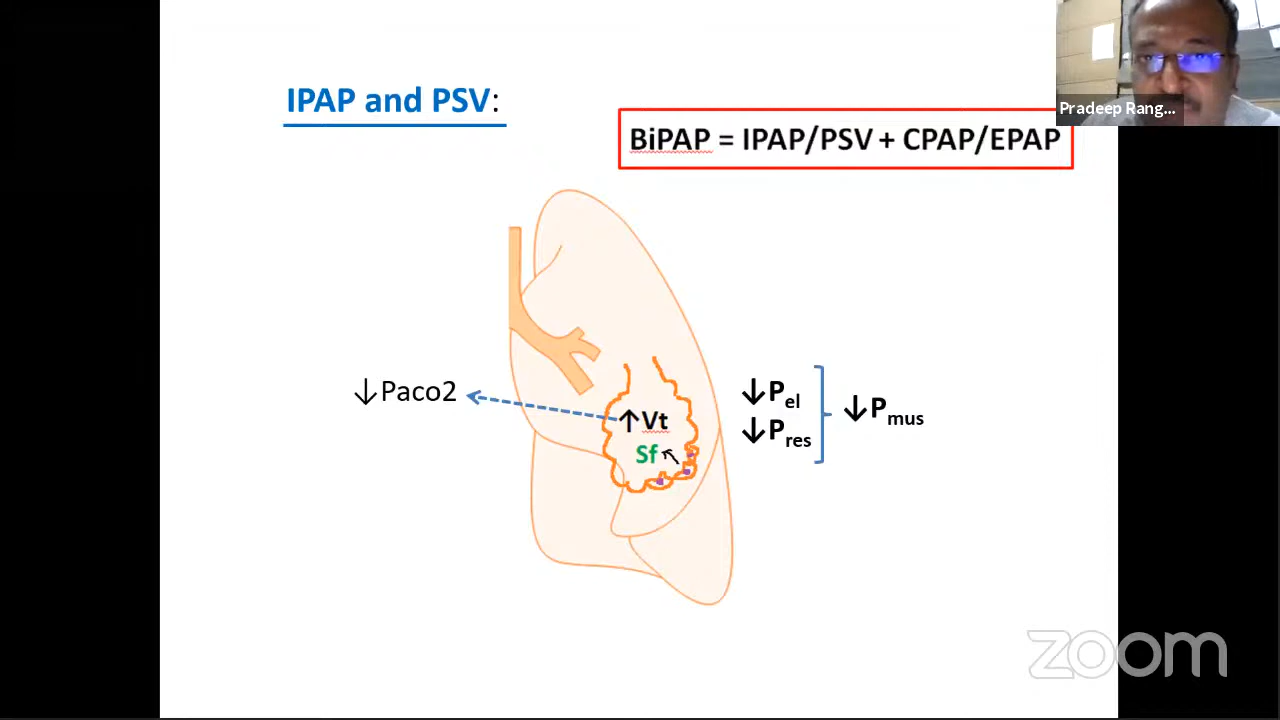 IPAP and PSV:
BiPAP = IPAP/PSV + CPAP/EPAP
Pradeep Rang...
↓Paco2
↑Vt
Sf
↓Pel
↓Pres
↓Pmus
zoom